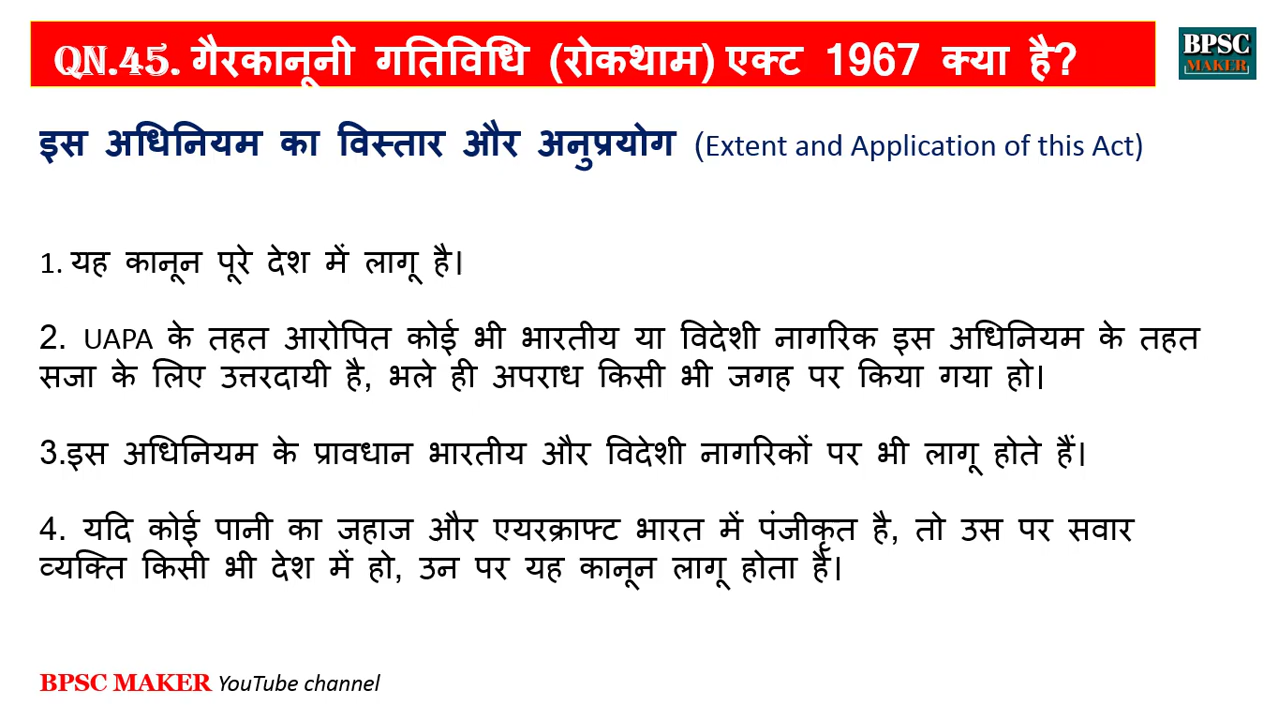 QN.45. गैरकानूनी गतिविधि (रोकथाम) एक्ट 1967 क्या है?
BPSC
MAKER
इस अधिनियम का विस्तार और अनुप्रयोग (Extent and Application of this Act)
1. यह कानून पूरे देश में लागू है।
2. UAPA के तहत आरोपित कोई भी भारतीय या विदेशी नागरिक इस अधिनियम के तहत
सजा के लिए उत्तरदायी है, भले ही अपराध किसी भी जगह पर किया गया हो।
3.इस अधिनियम के प्रावधान भारतीय और विदेशी नागरिकों पर भी लागू होते हैं।
4. यदि कोई पानी का जहाज और एयरक्राफ्ट भारत में पंजीकृत है, तो उस पर सवार
व्यक्ति किसी भी देश में हो, उन पर यह कानून लागू होता है।
BPSC MAKER YouTube channel